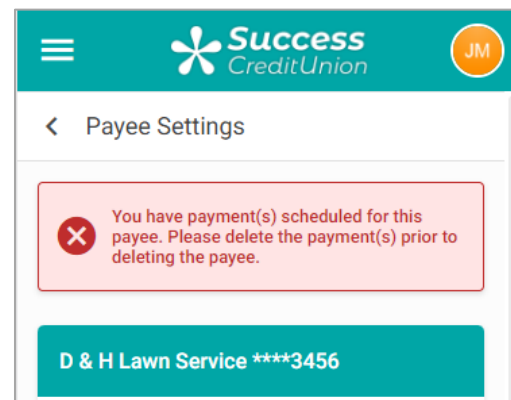 Success
CreditUnion
JM
Payee Settings
You have payment(s) scheduled for this
payee. Please delete the payment(s) prior to
deleting the payee.
D & H Lawn Service ****3456